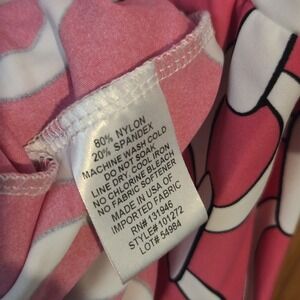 80% NYLON
20% SPANDEX
MACHINE WASH COLD
DO NOT SOAK
LINE DRY. COOL IRON
NO CHLORINE BLEACH
NO FABRIC SOFTENER
MADE IN USA OF
IMPORTED FABRIC
RN# 131946
STYLE# 101272
LOT# 54984